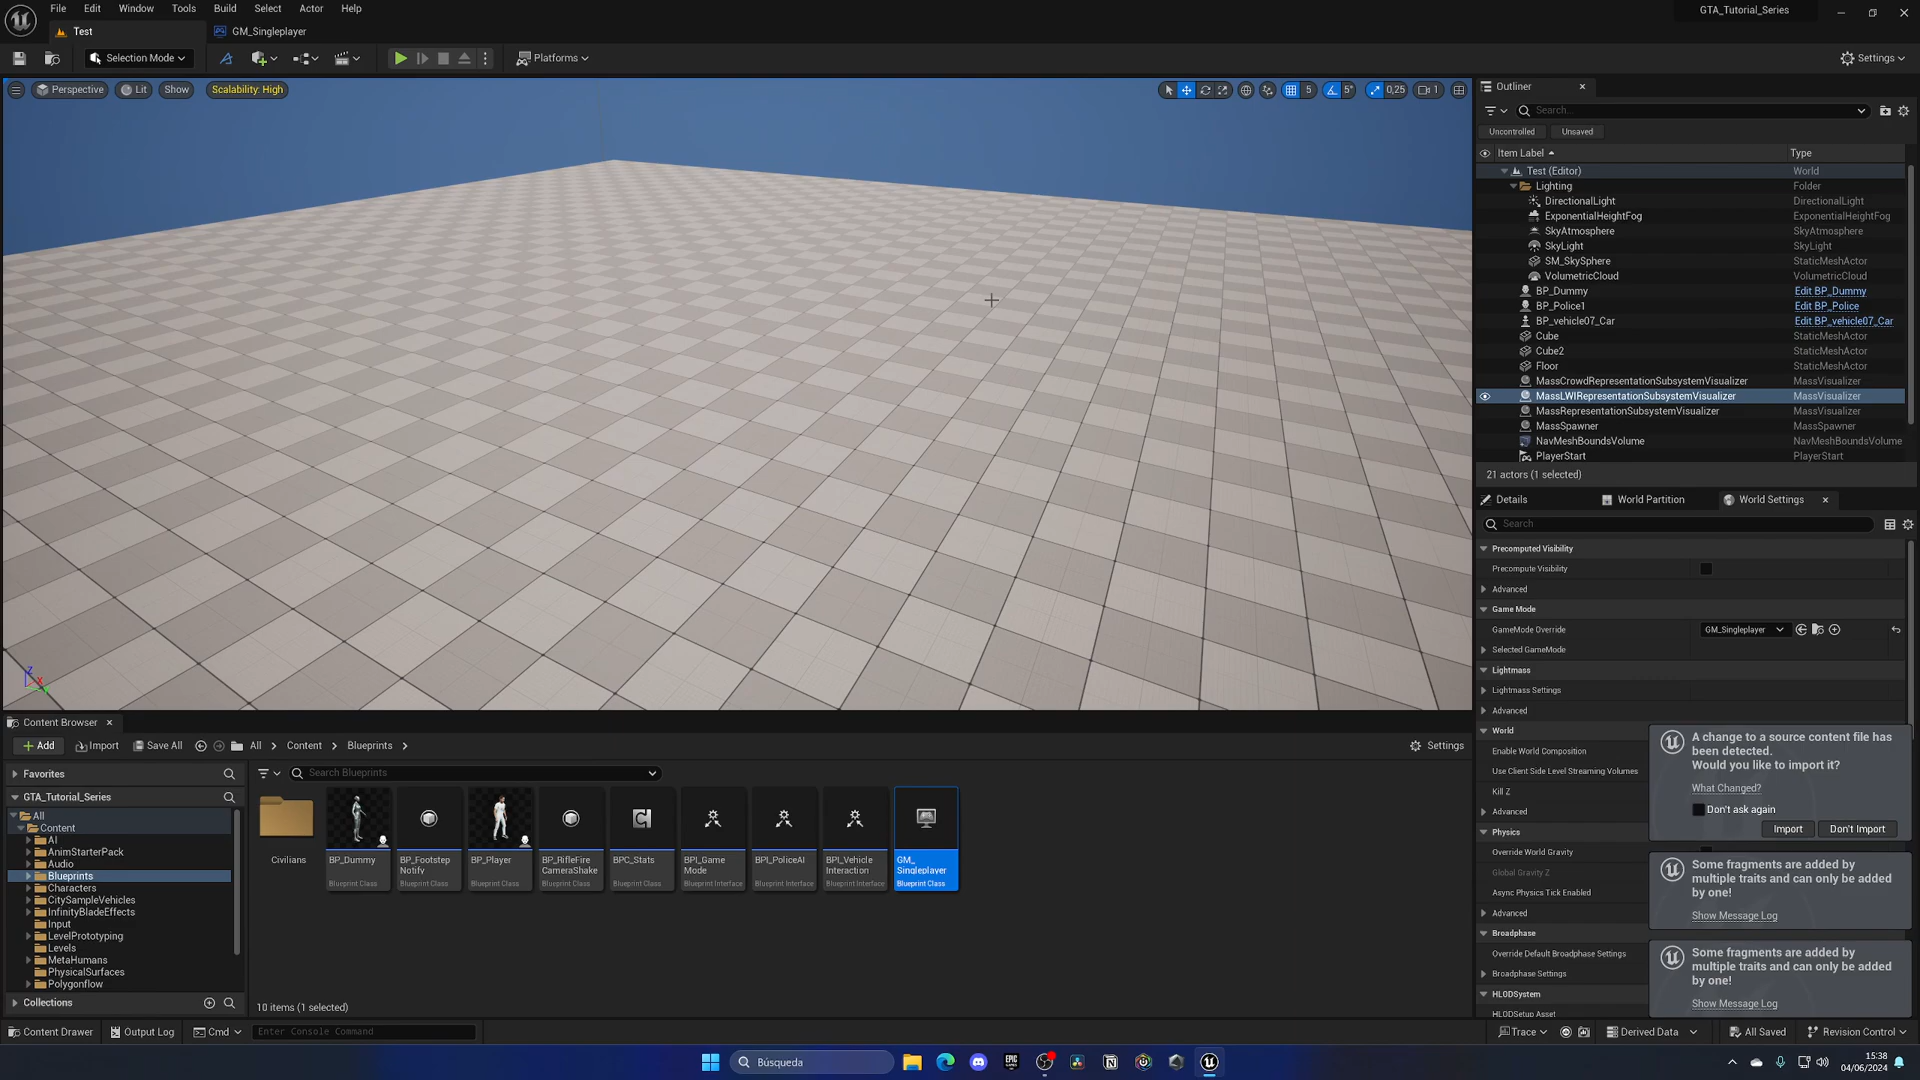 File Edit Window Tools Build Select Actor Help
GTA_Tutorial_Series
Test
GM_Singleplayer
Selection Mode
Platforms
Settings
Perspective
Lit
Show
Scalability: High
5
5°
0,25
1
Outliner
Search...
Uncontrolled
Unsaved
Item Label
Type
Test (Editor)
World
Lighting
Folder
DirectionalLight
DirectionalLight
ExponentialHeightFog
ExponentialHeightFog
SkyAtmosphere
SkyAtmosphere
SkyLight
SkyLight
SM_SkySphere
StaticMeshActor
VolumetricCloud
VolumetricCloud
BP_Dummy
Edit BP_Dummy
BP_Police1
Edit BP_Police
BP_vehicle07_Car
Edit BP_vehicle07_Car
Cube
StaticMeshActor
Cube2
StaticMeshActor
Floor
StaticMeshActor
MassCrowdRepresentationSubsystemVisualizer
MassVisualizer
MassLWIRepresentationSubsystemVisualizer
MassVisualizer
MassRepresentationSubsystemVisualizer
MassVisualizer
MassSpawner
MassSpawner
NavMeshBoundsVolume
NavMeshBoundsVolume
PlayerStart
PlayerStart
21 actors (1 selected)
Details
World Partition
World Settings
Search
Precomputed Visibility
Precompute Visibility
Advanced
Game Mode
GameMode Override
GM_Singleplayer
Selected GameMode
Lightmass
Lightmass Settings
Advanced
World
Enable World Composition
Use Client Side Level Streaming Volumes
Kill Z
Advanced
Physics
Override World Gravity
Global Gravity Z
Async Physics Tick Enabled
Advanced
Broadphase
Override Default Broadphase Settings
Broadphase Settings
HLODSystem
HLODSetup Asset
A change to a source content file has
been detected.
Would you like to import it?
What Changed?
Don't ask again
Import
Don't Import
Some fragments are added by
multiple traits and can only be added
by one!
Show Message Log
Some fragments are added by
multiple traits and can only be added
by one!
Show Message Log
Z
X
Y
Content Browser
Add
Import
Save All
All
Content
Blueprints
Settings
Favorites
Search Blueprints
GTA_Tutorial_Series
All
Content
AI
AnimStarterPack
Audio
Blueprints
Characters
CitySampleVehicles
InfinityBladeEffects
Input
LevelPrototyping
Levels
MetaHumans
PhysicalSurfaces
Polygonflow
Collections
Civilians
BP_Dummy
Blueprint Class
BP_Footstep
Notify
Blueprint Class
BP_Player
Blueprint Class
BP_RifleFire
CameraShake
Blueprint Class
BPC_Stats
Blueprint Class
BPI_Game
Mode
Blueprint Interface
BPI_PoliceAI
Blueprint Interface
BPI_Vehicle
Interaction
Blueprint Interface
GM_
Singleplayer
Blueprint Class
10 items (1 selected)
Content Drawer
Output Log
Cmd
Enter Console Command
Trace
Derived Data
All Saved
Revision Control
Búsqueda
15:38
04/06/2024